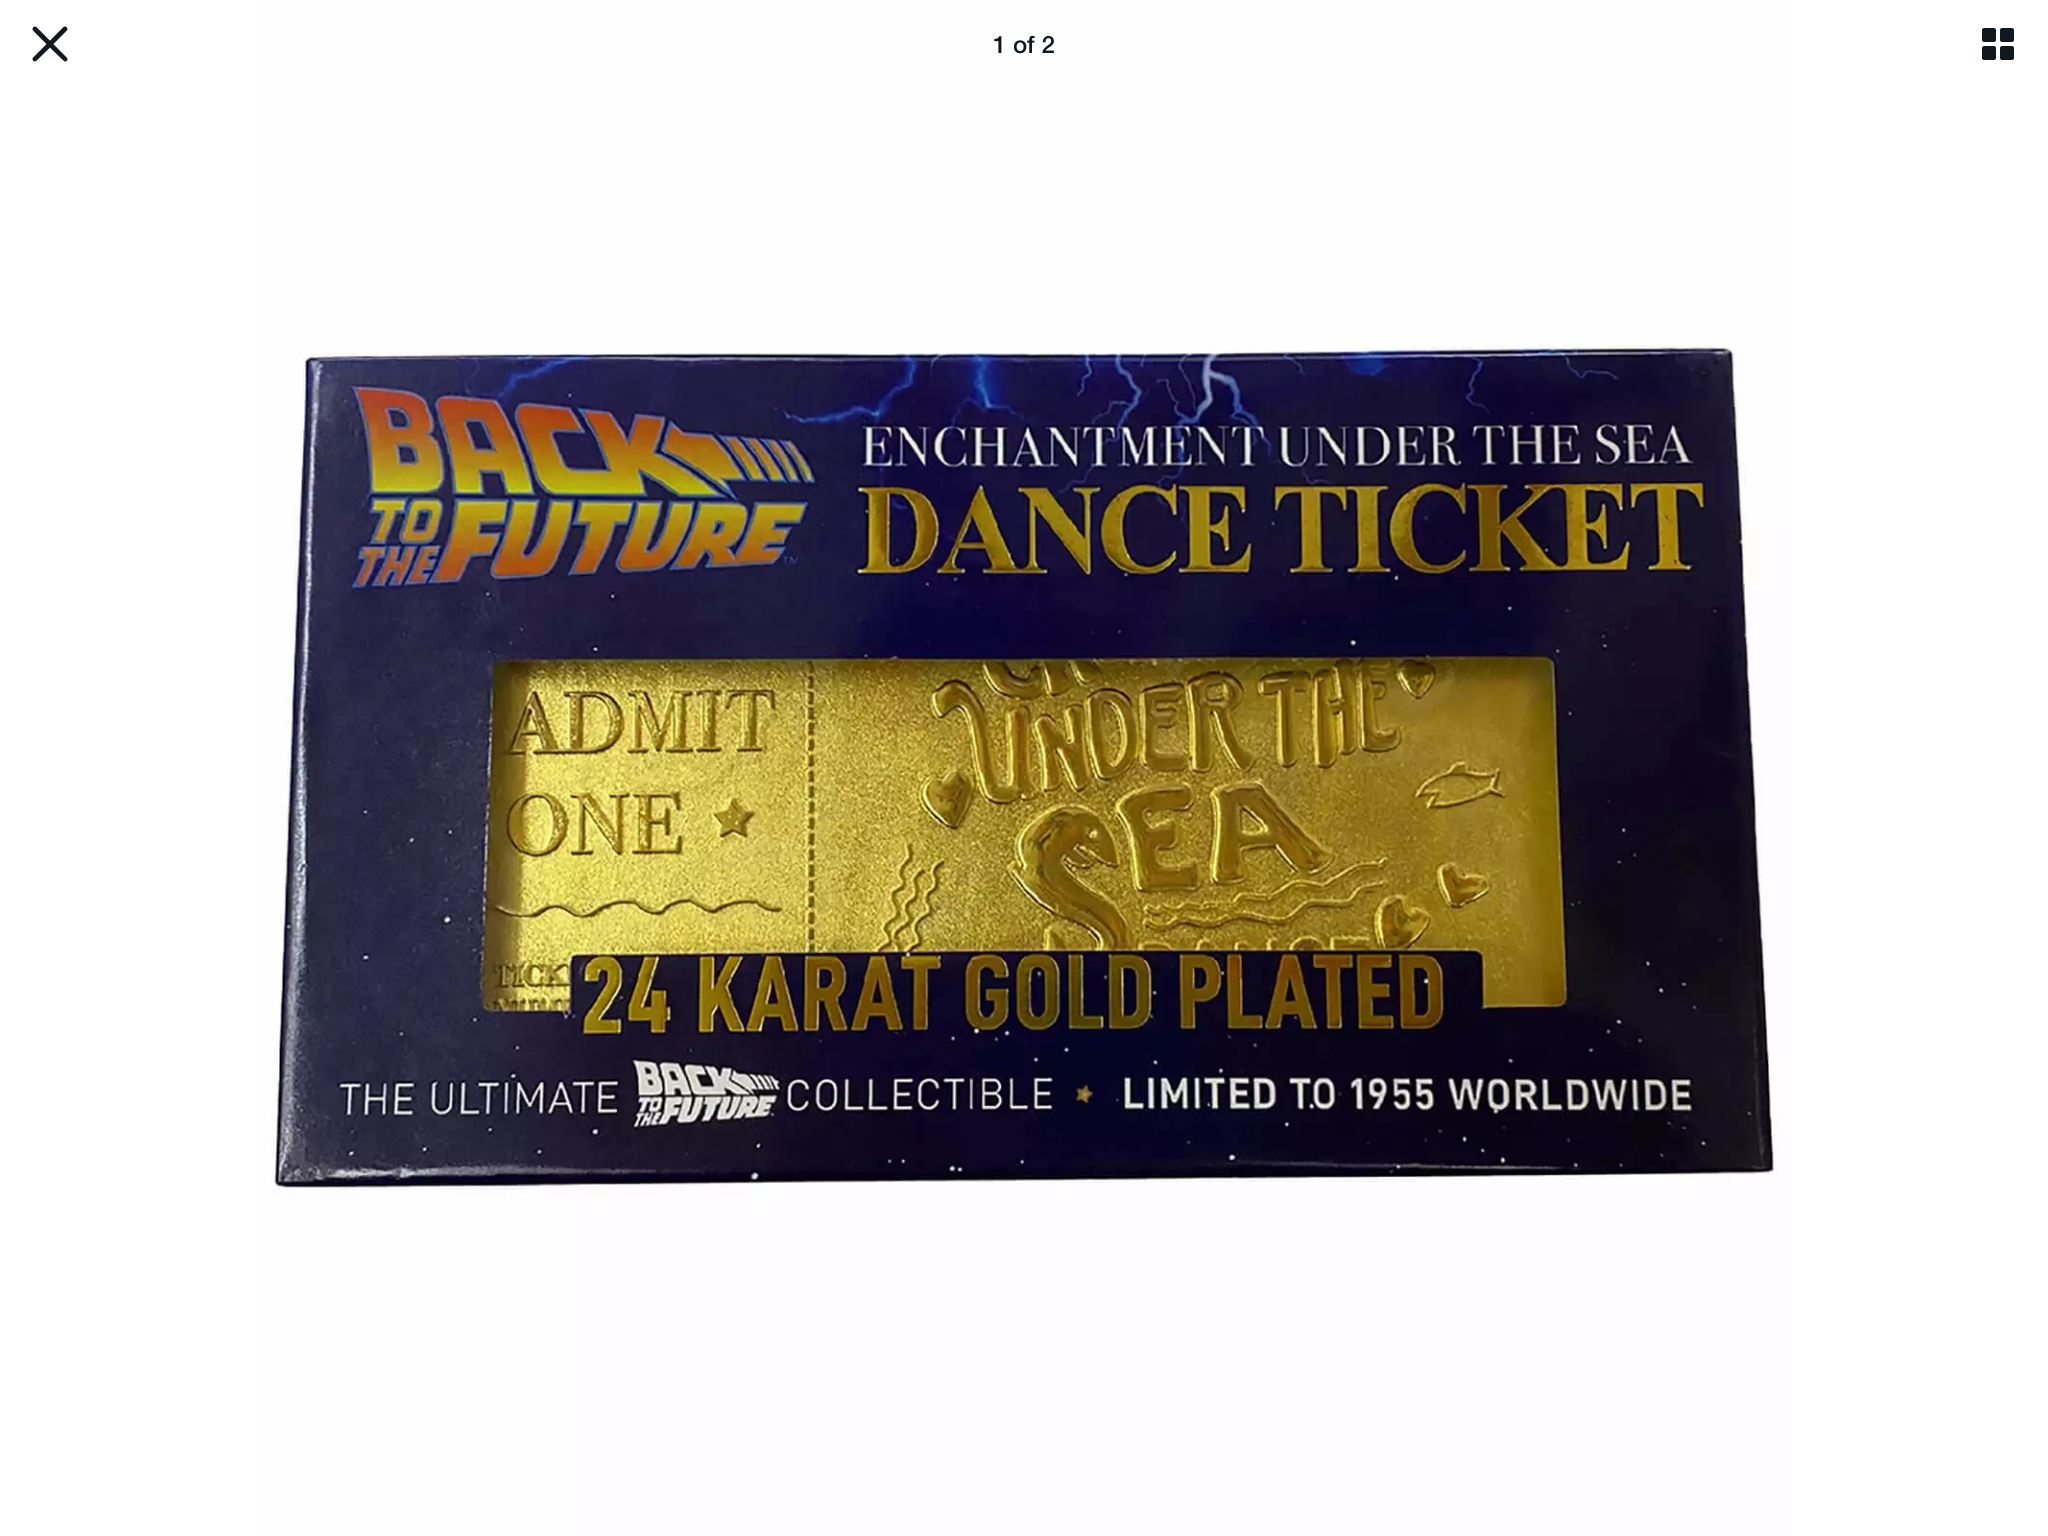 1 of 2
BACK
TO THE FUTURE™
ENCHANTMENT UNDER THE SEA
DANCE TICKET
ADMIT
ONE
UNDER THE
SEA
24 KARAT GOLD PLATED
THE ULTIMATE BACK TO THE FUTURE COLLECTIBLE ★ LIMITED TO 1955 WORLDWIDE